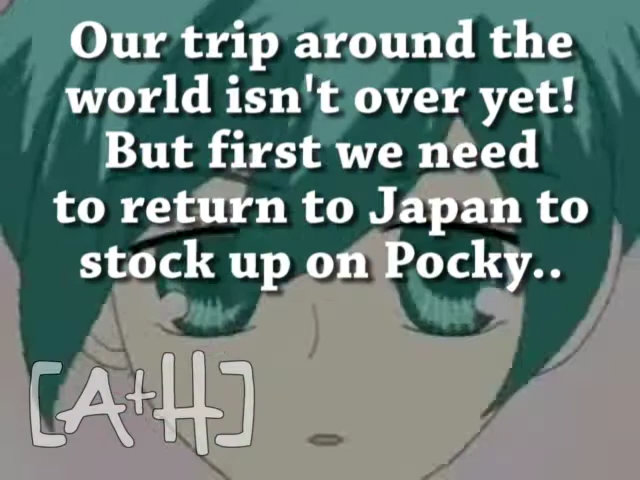 Our trip around the
world isn't over yet!
But first we need
to return to Japan to
stock up on Pocky..
[A+H]